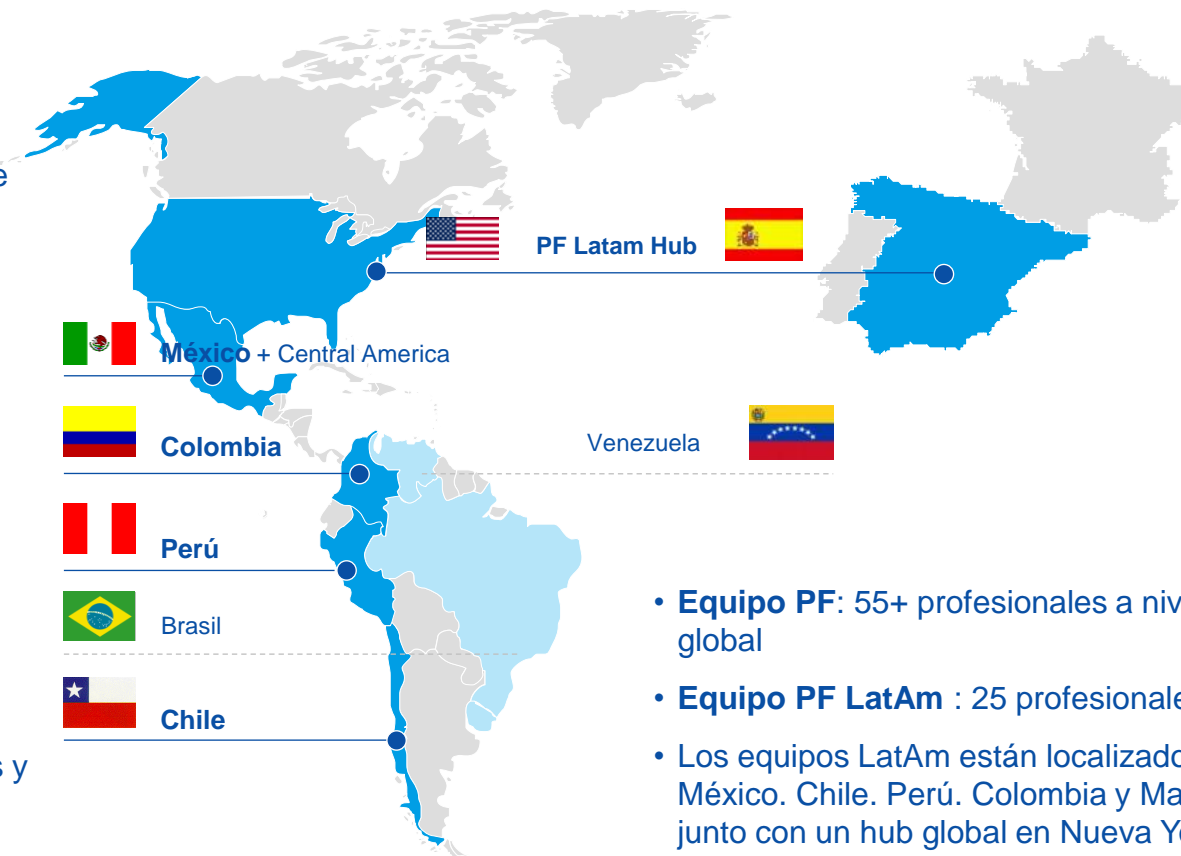 e
PF Latam Hub
México + Central America
Colombia
Venezuela
Perú
Brasil
Chile
s y
• Equipo PF: 55+ profesionales a niv
global
• Equipo PF LatAm : 25 profesionale
• Los equipos LatAm están localizado
México. Chile. Perú. Colombia y Ma
junto con un hub global en Nueva Yo